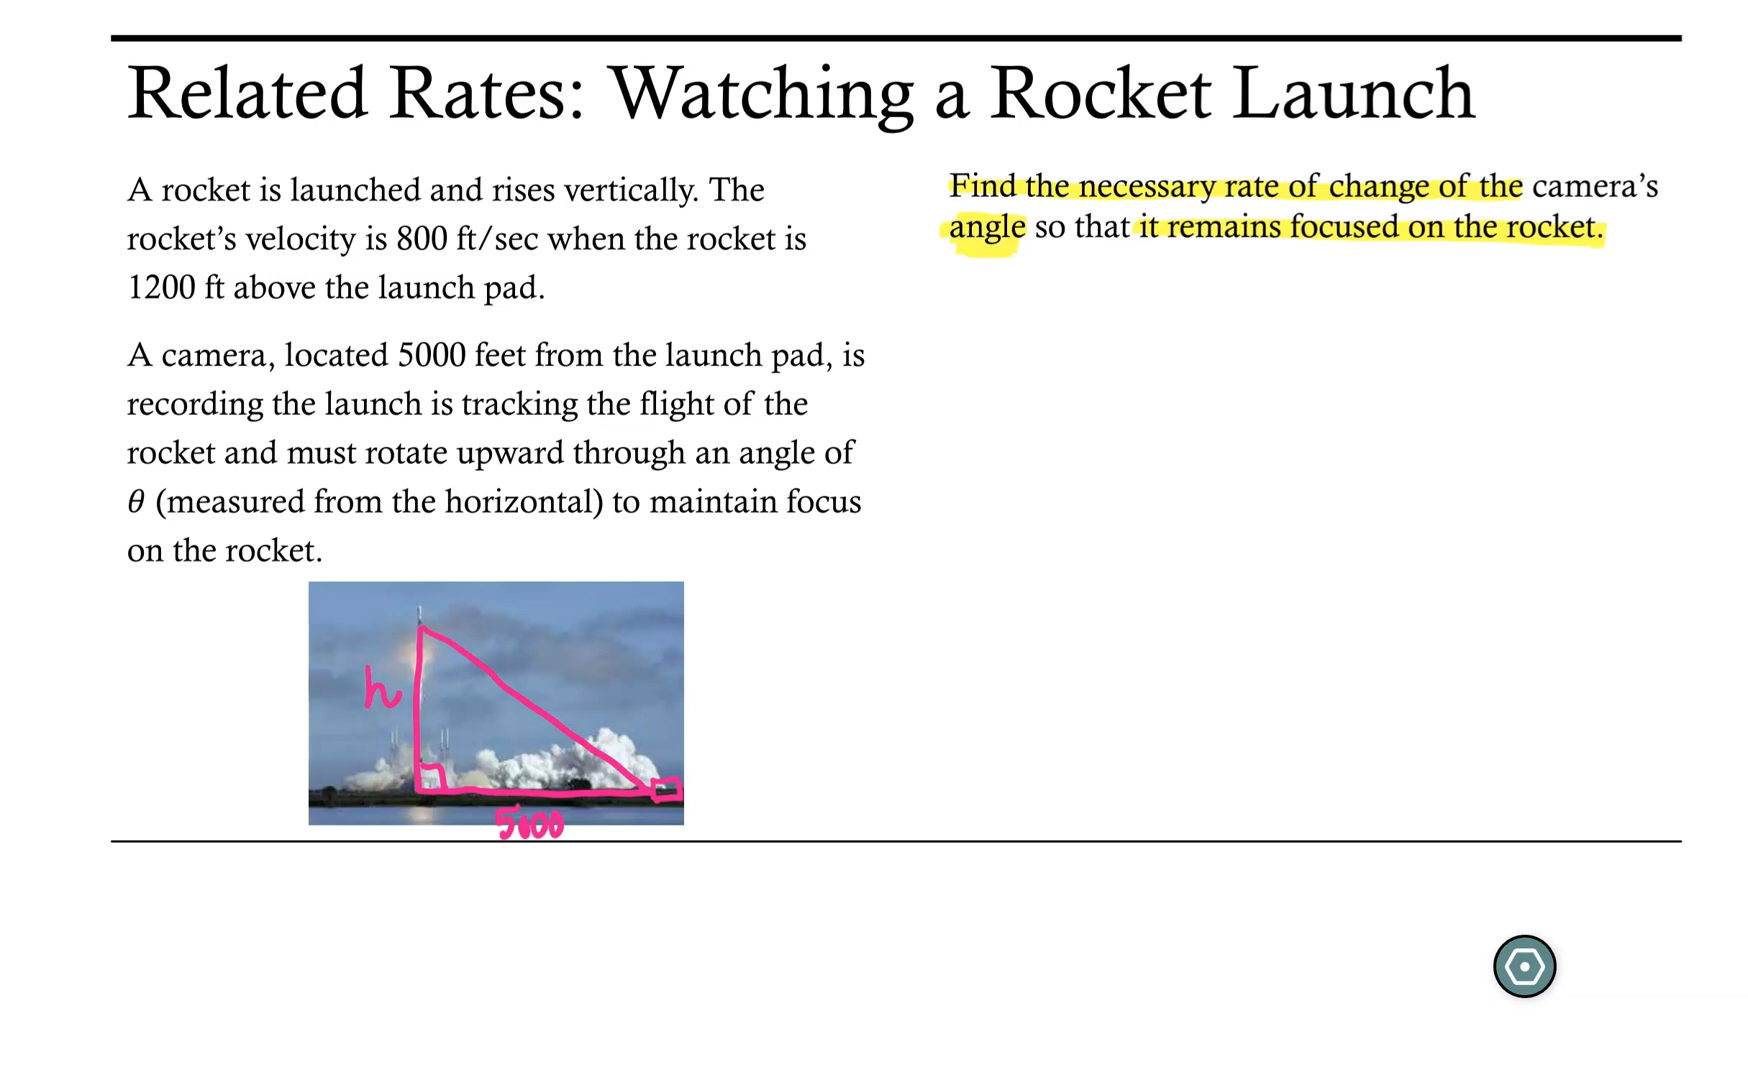 Related Rates: Watching a Rocket Launch
A rocket is launched and rises vertically. The
rocket’s velocity is 800 ft/sec when the rocket is
1200 ft above the launch pad.
A camera, located 5000 feet from the launch pad, is
recording the launch is tracking the flight of the
rocket and must rotate upward through an angle of
θ (measured from the horizontal) to maintain focus
on the rocket.
h
5000
Find the necessary rate of change of the camera’s
angle so that it remains focused on the rocket.